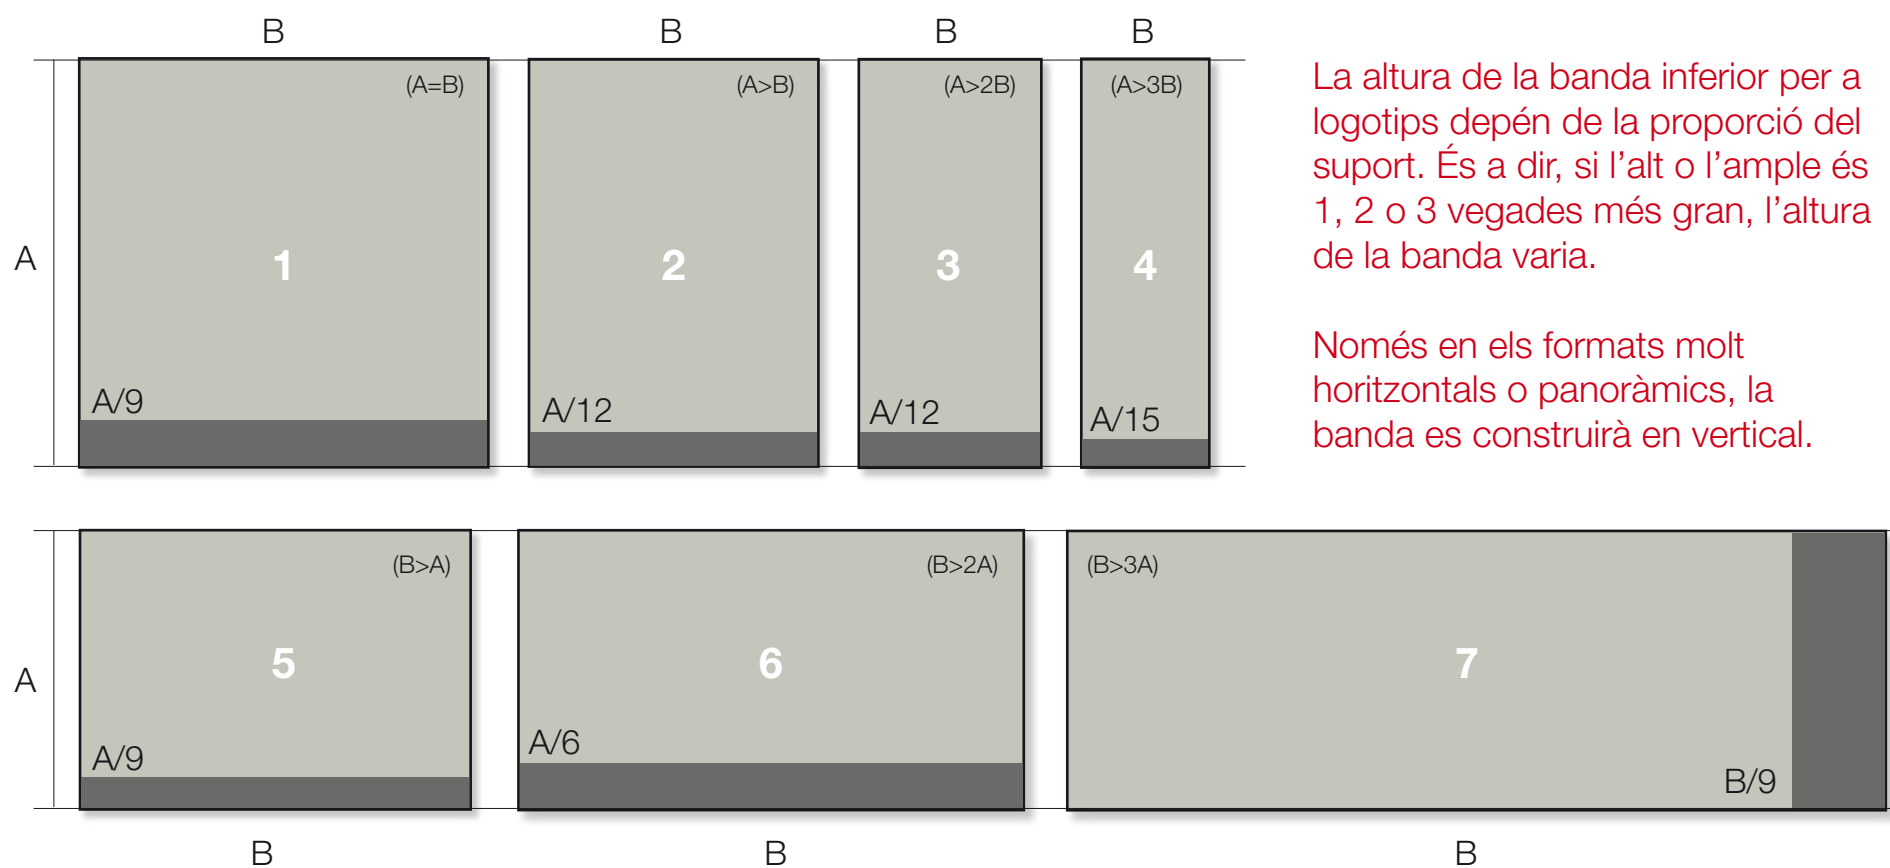 B
B
B
B
(A=B)
(A>B)
(A>2B)
(A>3B)
A
1
2
3
4
A/9
A/12
A/12
A/15
La altura de la banda inferior per a
logotips depén de la proporció del
suport. És a dir, si l’alt o l’ample és
1, 2 o 3 vegades més gran, l’altura
de la banda varia.
Només en els formats molt
horitzontals o panoràmics, la
banda es construirà en vertical.
(B>A)
(B>2A)
(B>3A)
A
5
6
7
A/9
A/6
B/9
B
B
B